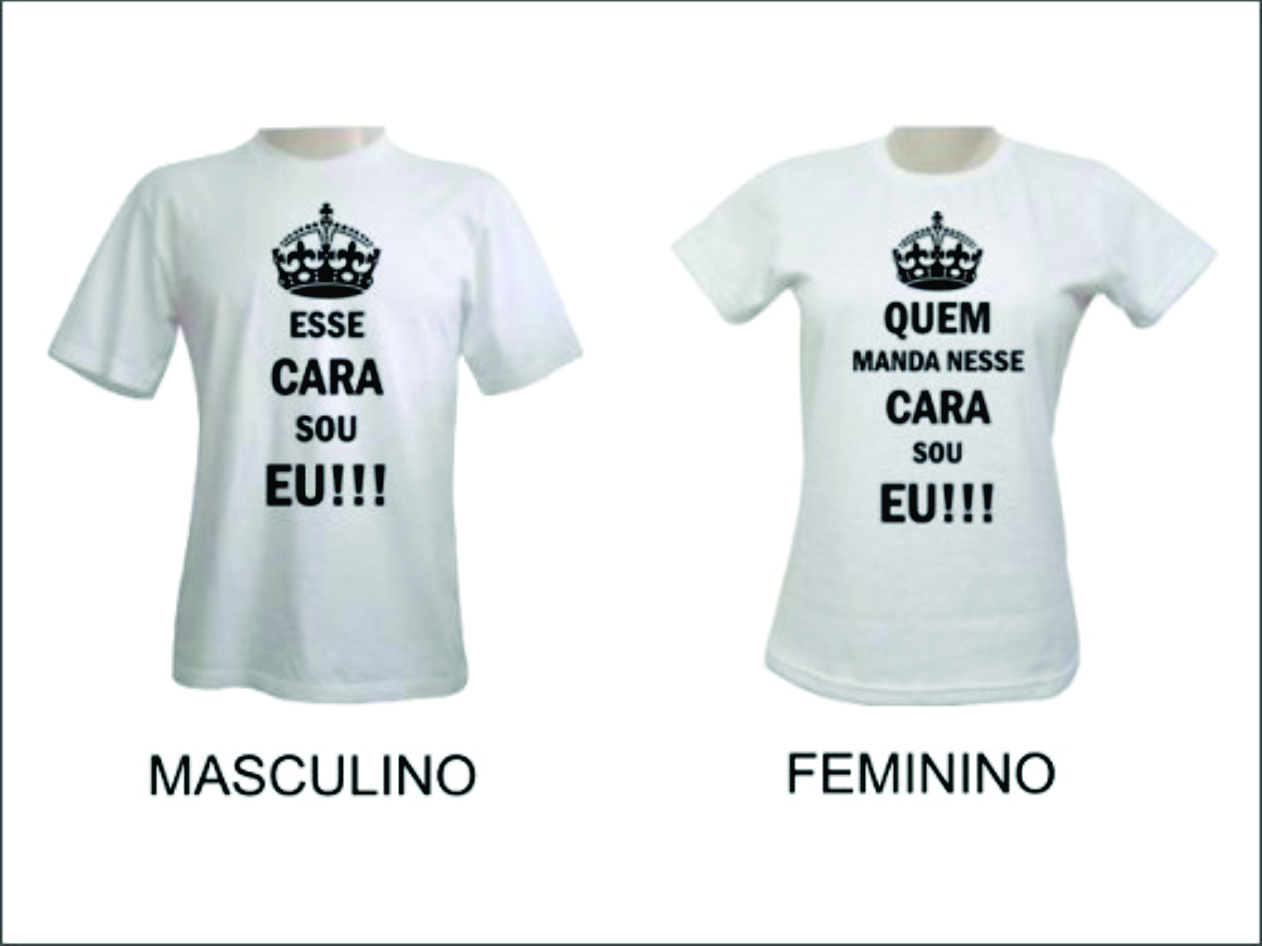 ESSE
CARA
SOU
EU!!!
QUEM
MANDA NESSE
CARA
SOU
EU!!!
MASCULINO
FEMININO